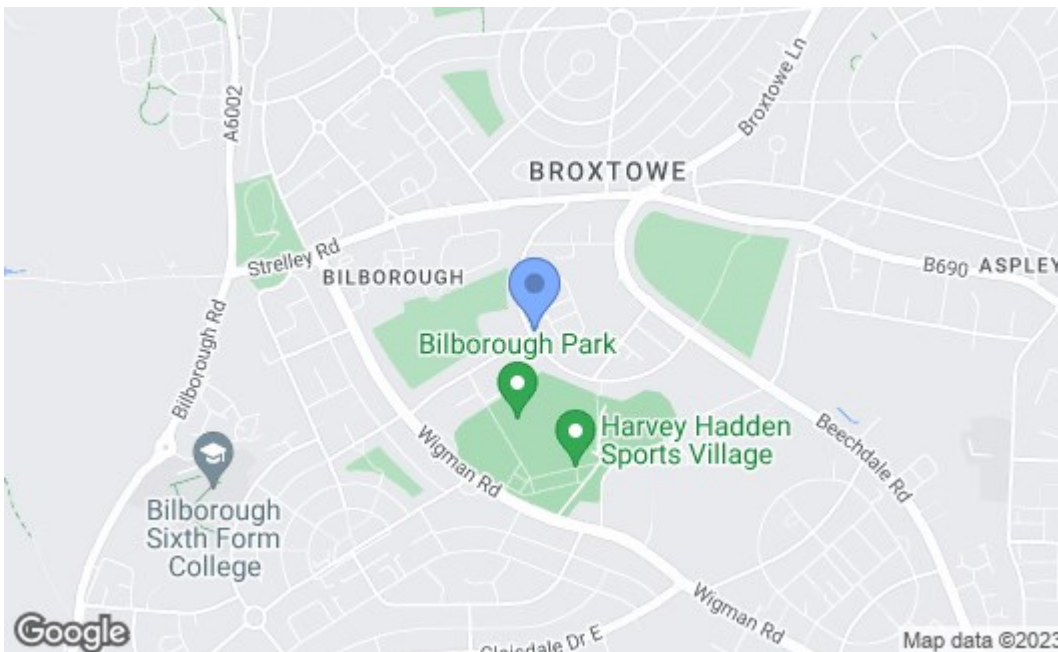 A6002
Broxtowe Ln
BROXTOWE
Strelley Rd
BILBOROUGH
B690
ASPLEY
Bilborough Rd
Bilborough Park
Harvey Hadden
Sports Village
Wigman Rd
Beechdale Rd
Bilborough
Sixth Form
College
Wigman Rd
Glaisdale Dr E
Google
Map data ©2023